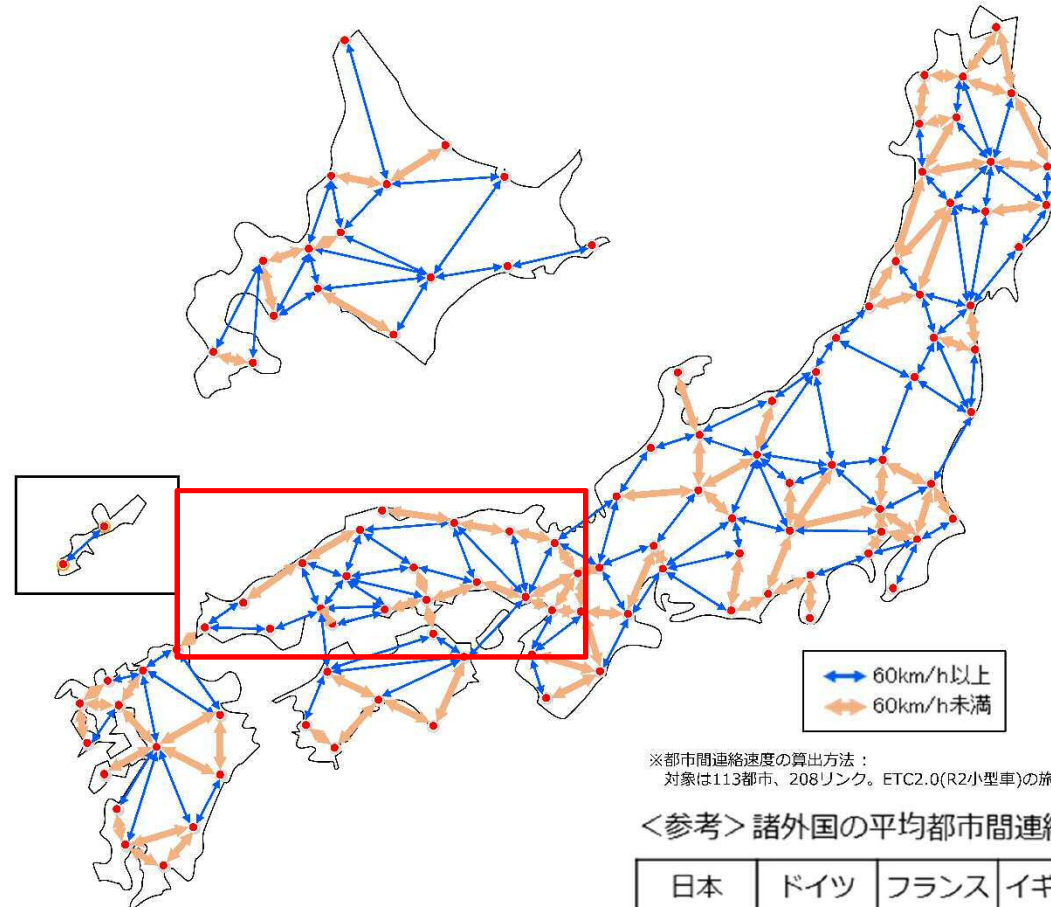 60km/h以上
60km/h未満
※都市間連絡速度の算出方法：
対象は113都市、208リンク。ETC2.0(R2小型車)の旅
＜参考＞諸外国の平均都市間連絡
日本 ドイツ フランス イギ